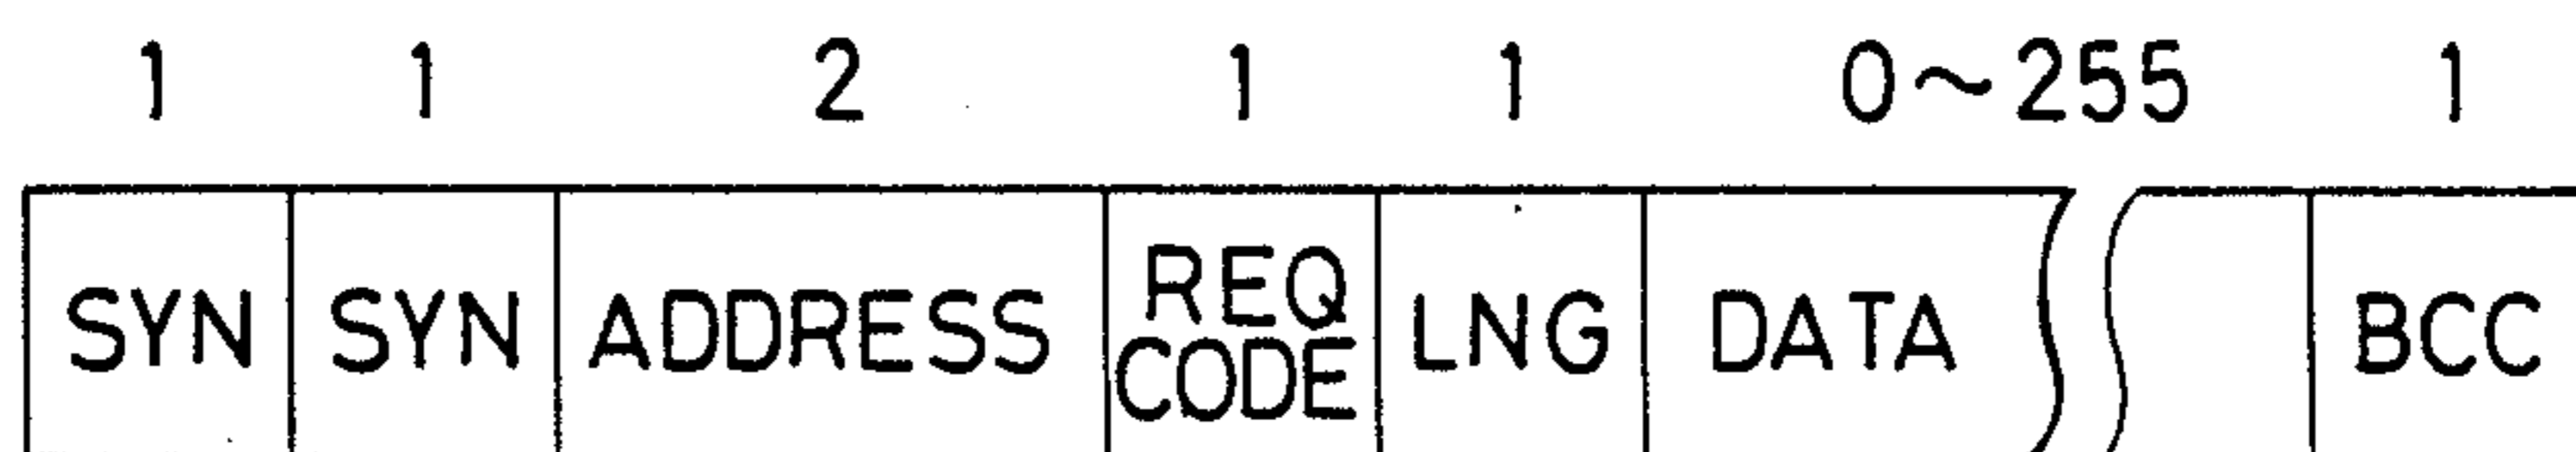 1 1 2 1 1 0~255 1
SYN SYN ADDRESS REQ CODE LNG DATA BCC